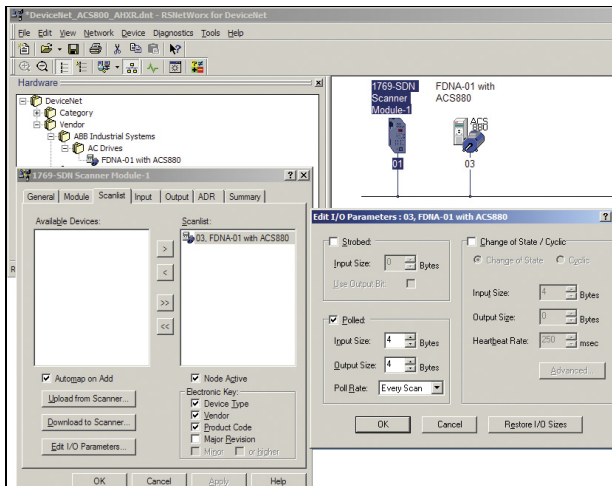 *DeviceNet_ACS800_AHXR.dnt - RSNetWorx for DeviceNet
File Edit View Network Device Diagnostics Tools Help
Hardware
DeviceNet
Category
Vendor
ABB Industrial Systems
AC Drives
FDNA-01 with ACS880
1769-SDN
Scanner
Module-1
01
FDNA-01 with
ACS880
ACS
880
03
1769-SDN Scanner Module-1
General Module Scanlist Input Output ADR Summary
Available Devices:
Scanlist:
03, FDNA-01 with ACS880
>
<
>>
<<
Automap on Add
Node Active
Upload from Scanner...
Download to Scanner...
Edit I/O Parameters...
Electronic Key:
Device Type
Vendor
Product Code
Major Revision
Minor or higher
OK Cancel Apply Help
Edit I/O Parameters : 03, FDNA-01 with ACS880
Strobed:
Input Size: 0 Bytes
Use Output Bit:
Polled:
Input Size: 4 Bytes
Output Size: 4 Bytes
Poll Rate: Every Scan
Change of State / Cyclic
Change of State Cyclic
Input Size: 4 Bytes
Output Size: 0 Bytes
Heartbeat Rate: 250 msec
Advanced...
OK Cancel Restore I/O Sizes